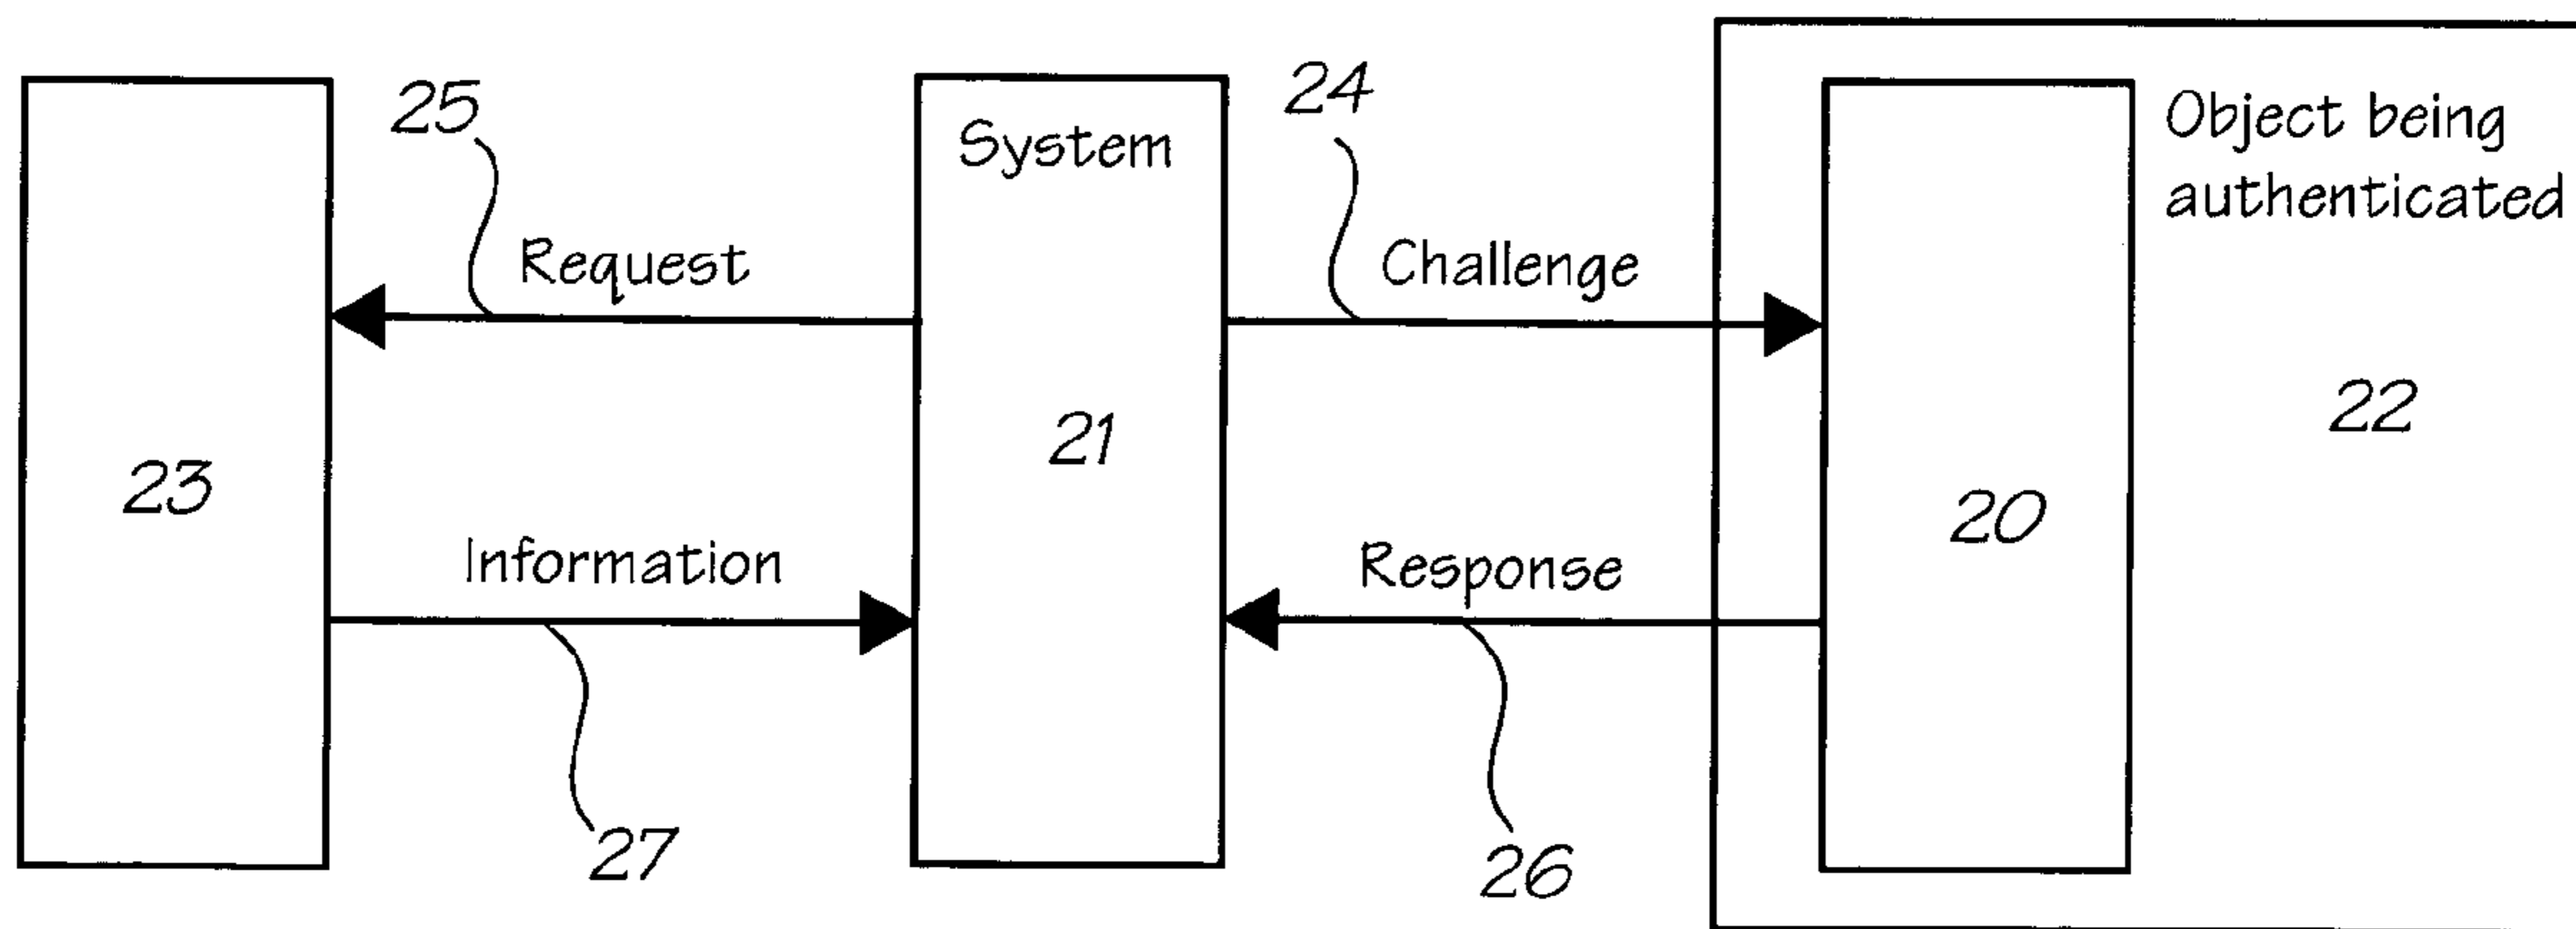 25
System
24
Object being
authenticated
Request
Challenge
22
21
23
20
Information
Response
27
26